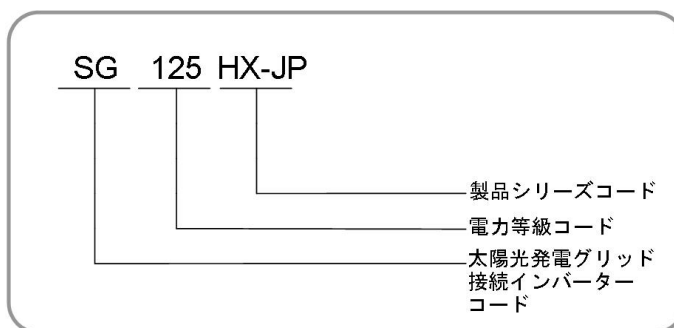 SG 125 HX-JP
製品シリーズコード
電力等級コード
太陽光発電グリッド
接続インバーター
コード